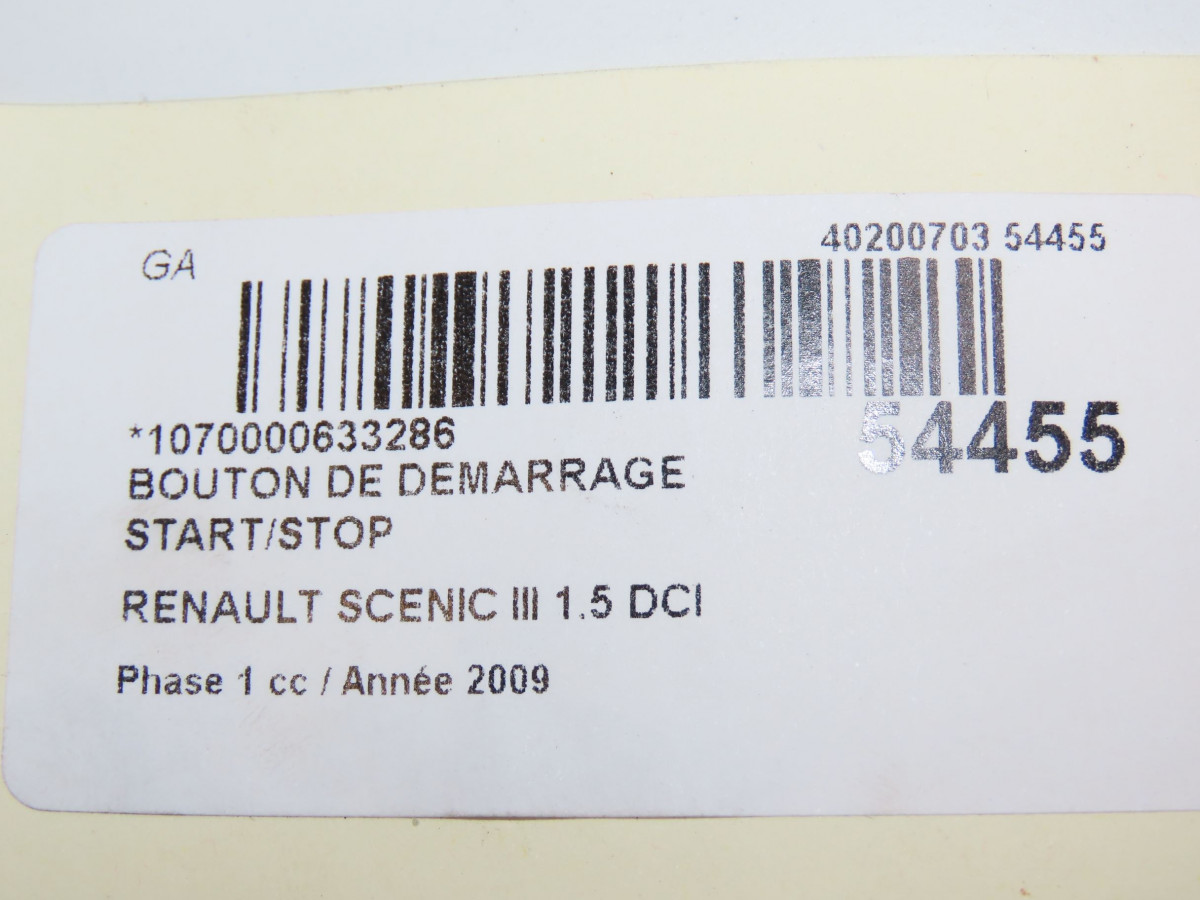 GA
40200703 54455
*1070000633286
54455
BOUTON DE DEMARRAGE
START/STOP
RENAULT SCENIC III 1.5 DCI
Phase 1 cc / Année 2009